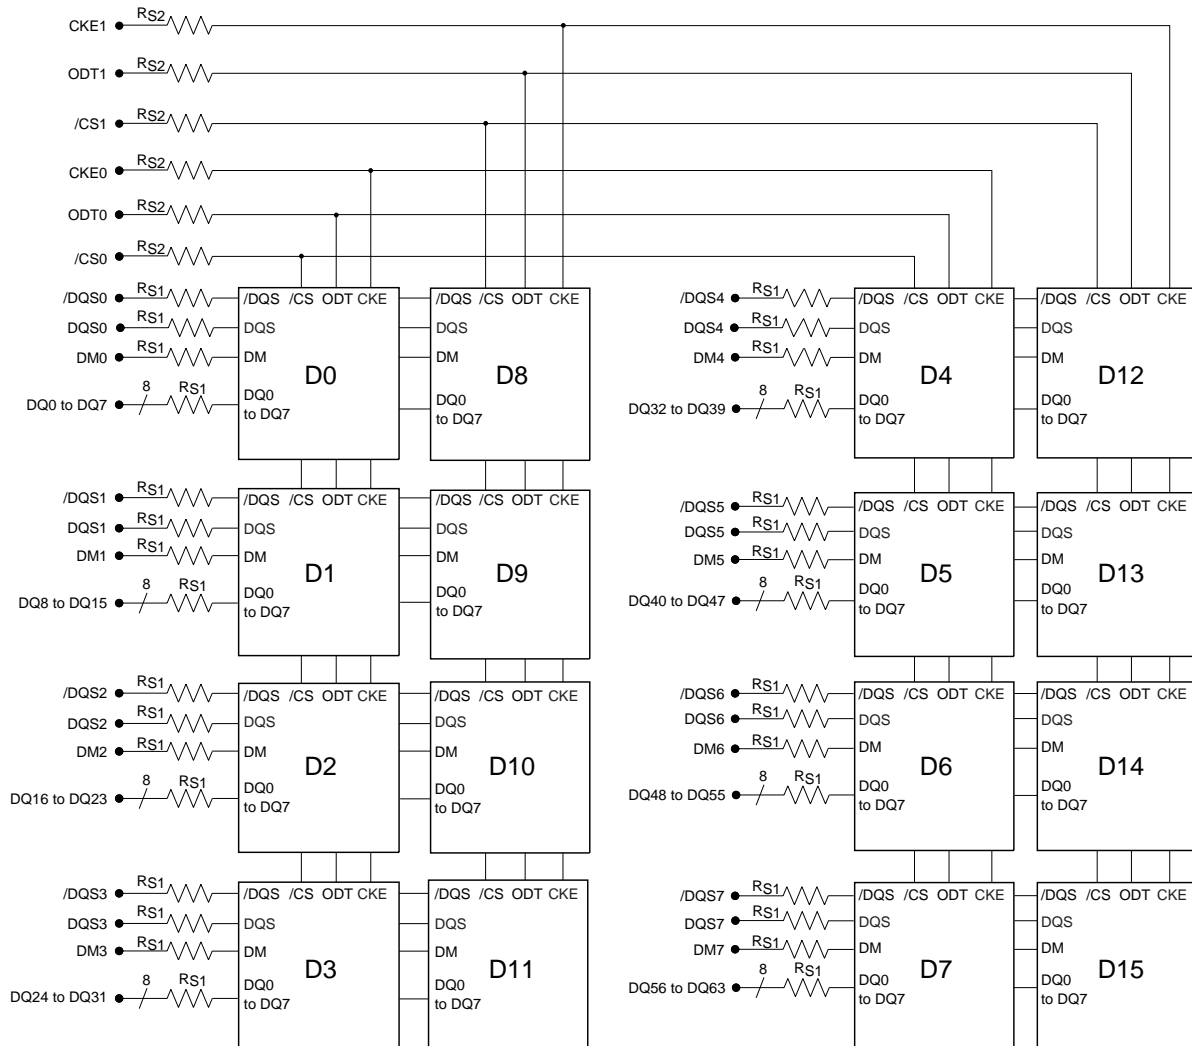 CKE1 RS2
ODT1 RS2
/CS1 RS2
CKE0 RS2
ODT0 RS2
/CS0 RS2
/DQS0 RS1 /DQS /CS ODT CKE /DQS /CS ODT CKE
DQS0 RS1 DQS DQS
DM0 RS1 DM DM
D0 D8
DQ0 to DQ7 8 RS1 DQ0 to DQ7 DQ0 to DQ7
/DQS4 RS1 /DQS /CS ODT CKE /DQS /CS ODT CKE
DQS4 RS1 DQS DQS
DM4 RS1 DM DM
D4 D12
DQ32 to DQ39 8 RS1 DQ0 to DQ7 DQ0 to DQ7
/DQS1 RS1 /DQS /CS ODT CKE /DQS /CS ODT CKE
DQS1 RS1 DQS DQS
DM1 RS1 DM DM
D1 D9
DQ8 to DQ15 8 RS1 DQ0 to DQ7 DQ0 to DQ7
/DQS5 RS1 /DQS /CS ODT CKE /DQS /CS ODT CKE
DQS5 RS1 DQS DQS
DM5 RS1 DM DM
D5 D13
DQ40 to DQ47 8 RS1 DQ0 to DQ7 DQ0 to DQ7
/DQS2 RS1 /DQS /CS ODT CKE /DQS /CS ODT CKE
DQS2 RS1 DQS DQS
DM2 RS1 DM DM
D2 D10
DQ16 to DQ23 8 RS1 DQ0 to DQ7 DQ0 to DQ7
/DQS6 RS1 /DQS /CS ODT CKE /DQS /CS ODT CKE
DQS6 RS1 DQS DQS
DM6 RS1 DM DM
D6 D14
DQ48 to DQ55 8 RS1 DQ0 to DQ7 DQ0 to DQ7
/DQS3 RS1 /DQS /CS ODT CKE /DQS /CS ODT CKE
DQS3 RS1 DQS DQS
DM3 RS1 DM DM
D3 D11
DQ24 to DQ31 8 RS1 DQ0 to DQ7 DQ0 to DQ7
/DQS7 RS1 /DQS /CS ODT CKE /DQS /CS ODT CKE
DQS7 RS1 DQS DQS
DM7 RS1 DM DM
D7 D15
DQ56 to DQ63 8 RS1 DQ0 to DQ7 DQ0 to DQ7